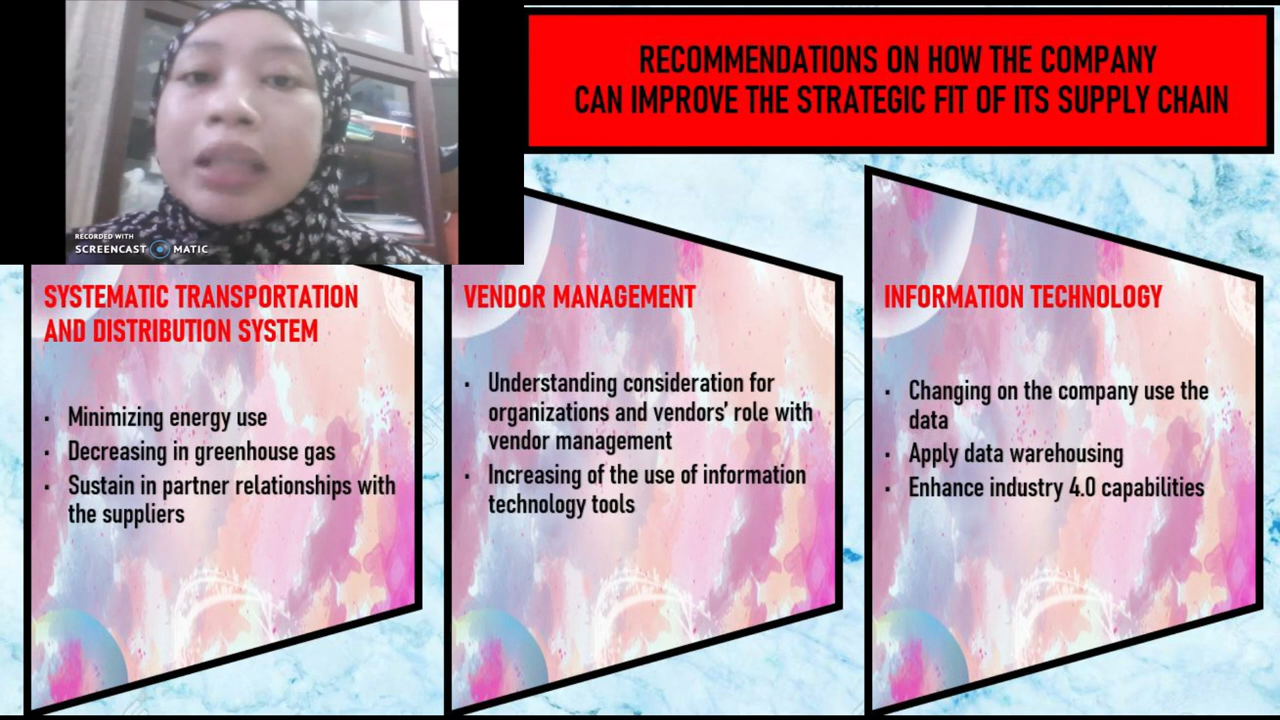 RECOMMENDATIONS ON HOW THE COMPANY
CAN IMPROVE THE STRATEGIC FIT OF ITS SUPPLY CHAIN
RECORDED WITH
SCREENCAST MATIC
SYSTEMATIC TRANSPORTATION
AND DISTRIBUTION SYSTEM
· Minimizing energy use
· Decreasing in greenhouse gas
· Sustain in partner relationships with
the suppliers
VENDOR MANAGEMENT
· Understanding consideration for
organizations and vendors' role with
vendor management
· Increasing of the use of information
technology tools
INFORMATION TECHNOLOGY
· Changing on the company use the
data
· Apply data warehousing
· Enhance industry 4.0 capabilities